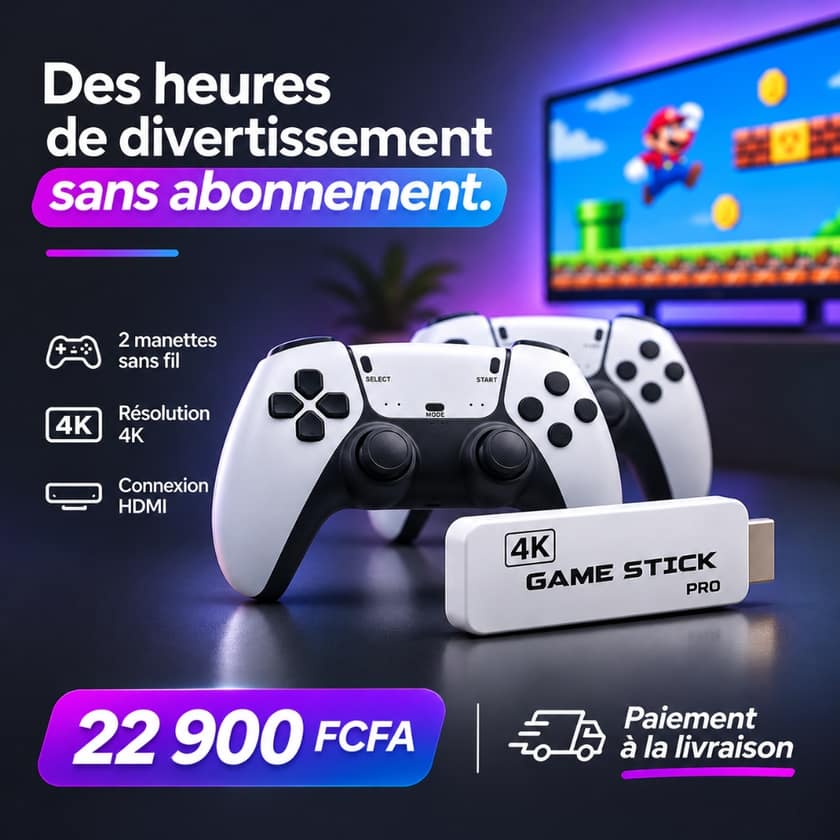 Des heures
de divertissement
sans abonnement.
2 manettes
sans fil
4K
Résolution
4K
Connexion
HDMI
SELECT
START
MODE
4K
GAME STICK
PRO
22 900 FCFA
Paiement
à la livraison